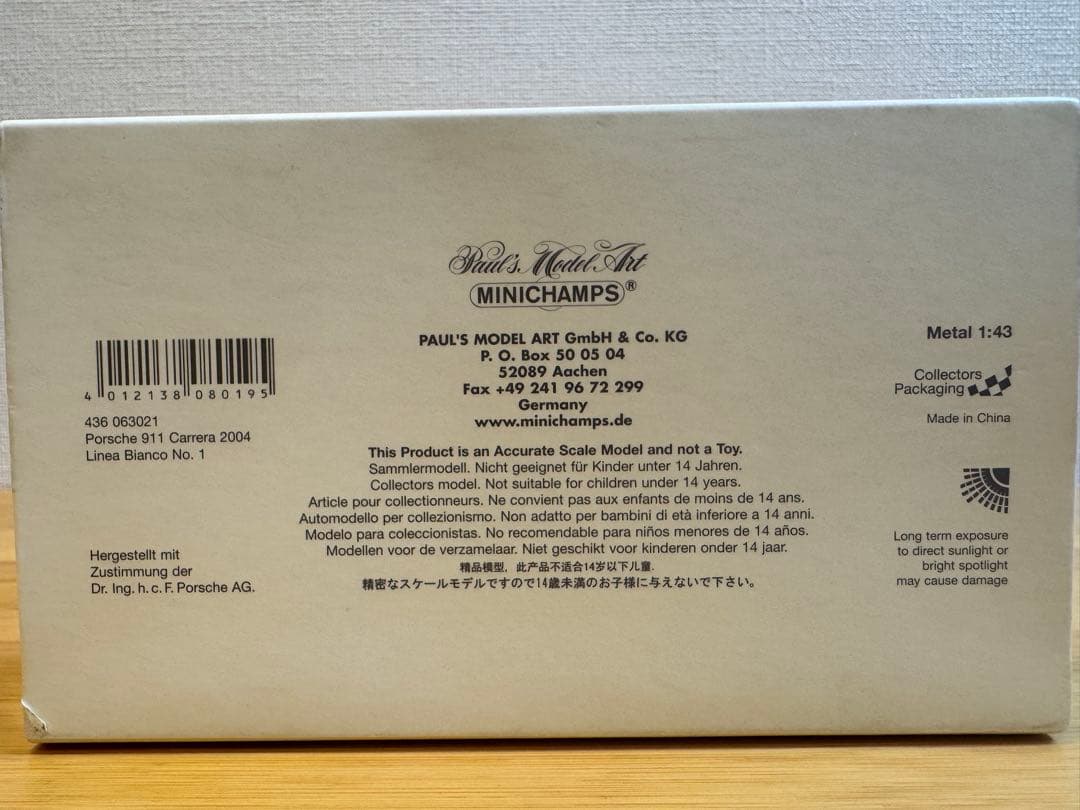 Paul's Model Art
MINICHAMPS®
PAUL'S MODEL ART GmbH & Co. KG
P. O. Box 50 05 04
52089 Aachen
Fax +49 241 96 72 299
Germany
www.minichamps.de
4 012138 080195
436 063021
Porsche 911 Carrera 2004
Linea Bianco No. 1
Metal 1:43
Collectors
Packaging
Made in China
This Product is an Accurate Scale Model and not a Toy.
Sammlermodell. Nicht geeignet für Kinder unter 14 Jahren.
Collectors model. Not suitable for children under 14 years.
Article pour collectionneurs. Ne convient pas aux enfants de moins de 14 ans.
Automodello per collezionismo. Non adatto per bambini di età inferiore a 14 anni.
Modelo para coleccionistas. No recomendable para niños menores de 14 años.
Modellen voor de verzamelaar. Niet geschikt voor kinderen onder 14 jaar.
精品模型，此产品不适合14岁以下儿童.
精密なスケールモデルですので14歳未満のお子様に与えないで下さい。
Hergestellt mit
Zustimmung der
Dr. Ing. h. c. F. Porsche AG.
Long term exposure
to direct sunlight or
bright spotlight
may cause damage